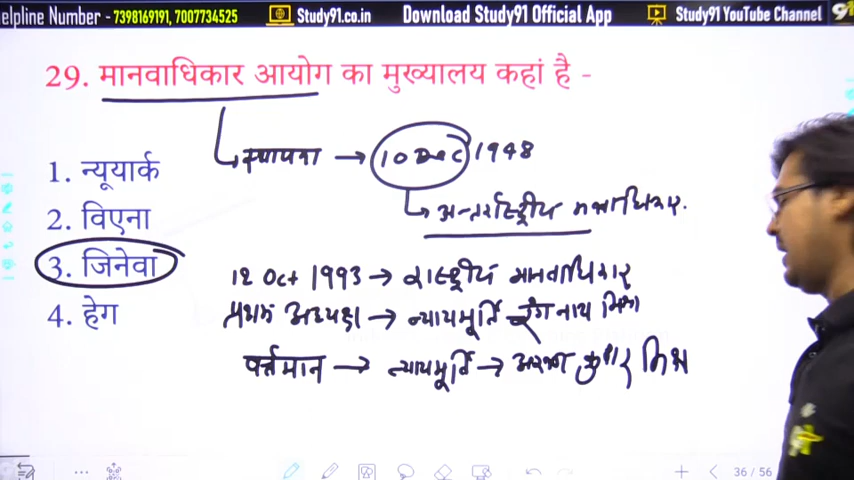 elpline Number - 7398169191, 7007734525 Study91.co.in Download Study91 Official App Study91 YouTube Channel 91
29. मानवाधिकार आयोग का मुख्यालय कहां है -
स्थापना → 10 Dec 1948
1. न्यूयार्क
अन्तर्राष्ट्रीय मानवाधिकार.
2. विएना
3. जिनेवा
12 Oct 1993 → राष्ट्रीय मानवाधिकार
4. हेग
प्रथम अध्यक्ष → न्यायमूर्ति रंग नाथ मिश्रा
वर्तमान → न्यायमूर्ति → अरूण कुमार मिश्र
36 / 56